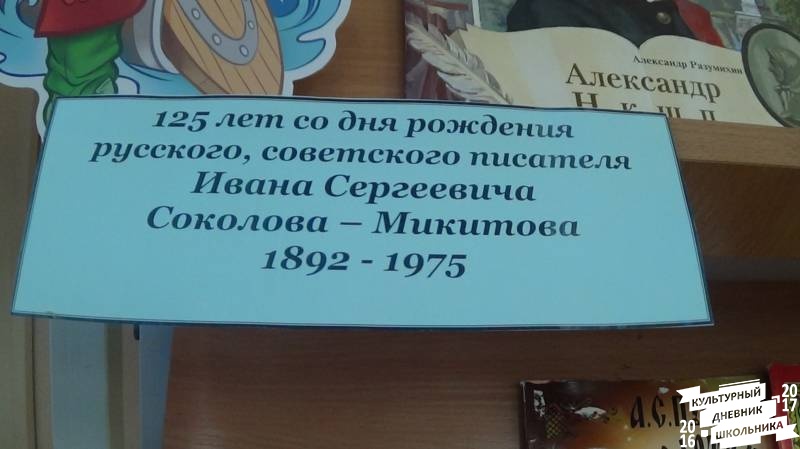 Александр Разумихин
Александр
125 лет со дня рождения
русского, советского писателя
Ивана Сергеевича
Соколова – Микитова
1892 - 1975
А.С.
КУЛЬТУРНЫЙ
ДНЕВНИК
ШКОЛЬНИКА
2016
2017